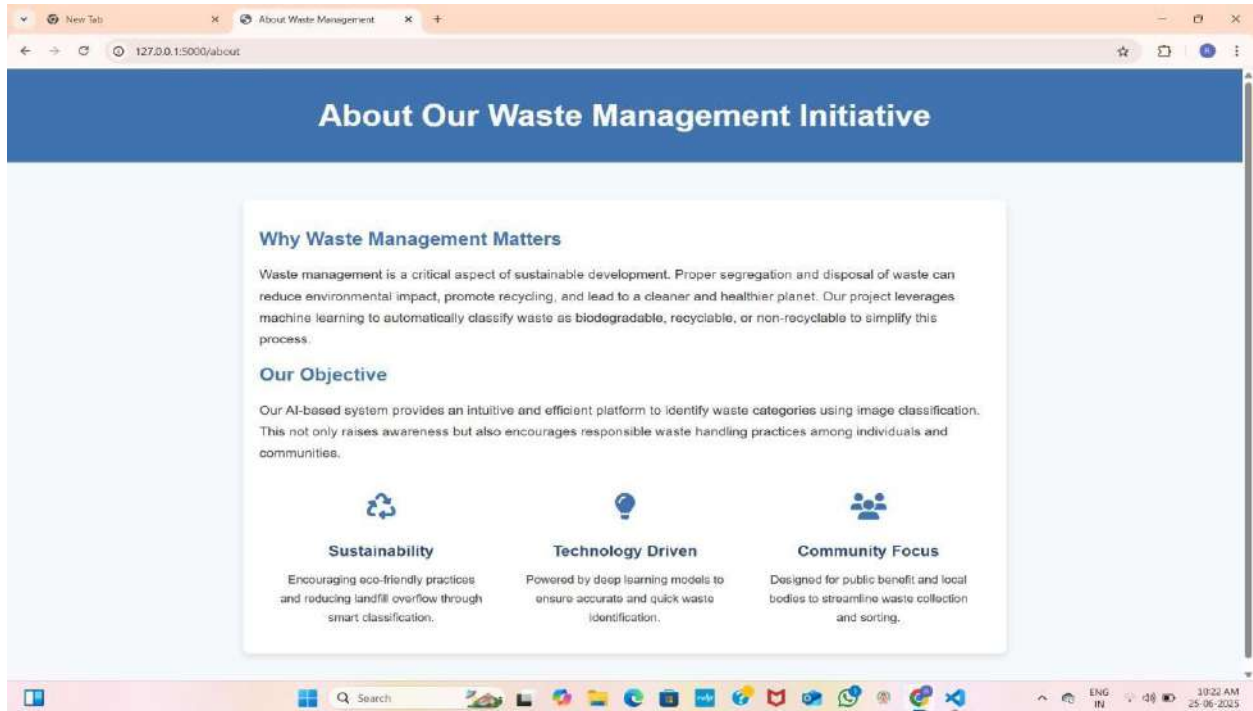 New Tab
About Waste Management
127.0.0.1:5000/about
About Our Waste Management Initiative
Why Waste Management Matters
Waste management is a critical aspect of sustainable development. Proper segregation and disposal of waste can
reduce environmental impact, promote recycling, and lead to a cleaner and healthier planet. Our project leverages
machine learning to automatically classify waste as biodegradable, recyclable, or non-recyclable to simplify this
process.
Our Objective
Our AI-based system provides an intuitive and efficient platform to identify waste categories using image classification.
This not only raises awareness but also encourages responsible waste handling practices among individuals and
communities.
Sustainability
Encouraging eco-friendly practices
and reducing landfill overflow through
smart classification.
Technology Driven
Powered by deep learning models to
ensure accurate and quick waste
identification.
Community Focus
Designed for public benefit and local
bodies to streamline waste collection
and sorting.
Search
ENG
IN
10:22 AM
25-06-2025